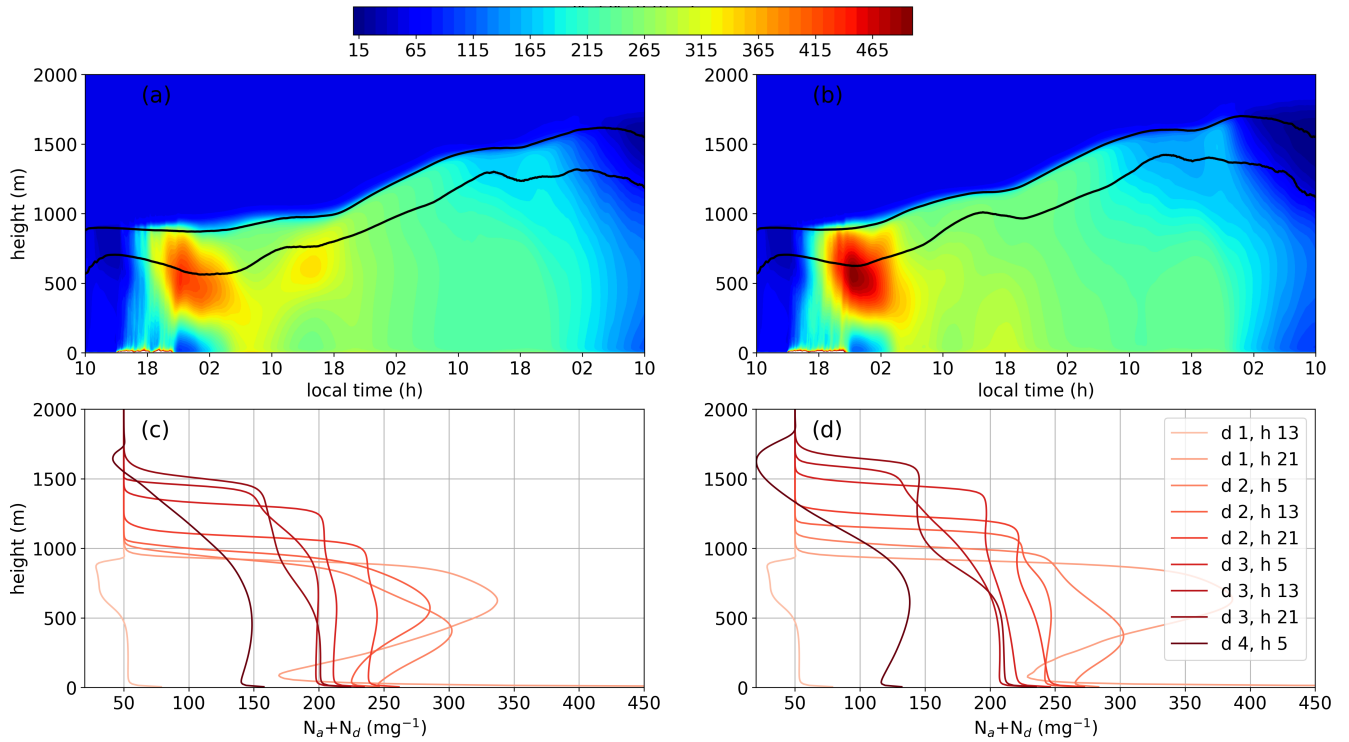 15 65 115 165 215 265 315 365 415 465
(a) (b)
2000 1500 1000 500 0
height (m)
10 18 02 10 18 02 10 18 02 10
local time (h)
2000 1500 1000 500 0
10 18 02 10 18 02 10 18 02 10
local time (h)
(c) (d)
2000 1500 1000 500 0
height (m)
50 100 150 200 250 300 350 400 450
Nₐ+N_d (mg⁻¹)
2000 1500 1000 500 0
d 1, h 13
d 1, h 21
d 2, h 5
d 2, h 13
d 2, h 21
d 3, h 5
d 3, h 13
d 3, h 21
d 4, h 5
50 100 150 200 250 300 350 400 450
Nₐ+N_d (mg⁻¹)